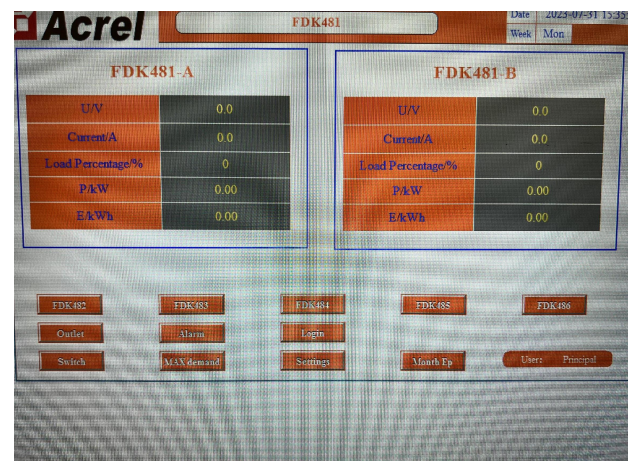 Acrel
FDK481
Date 2023-07-31 15:35
Week Mon
FDK481-A
U/V 0.0
Current/A 0.0
Load Percentage/% 0
P/kW 0.00
E/kWh 0.00
FDK481-B
U/V 0.0
Current/A 0.0
Load Percentage/% 0
P/kW 0.00
E/kWh 0.00
FDK482 FDK483 FDK484 FDK485 FDK486
Outlet Alarm Login
Switch MAX demand Settings Month Ep User: Principal